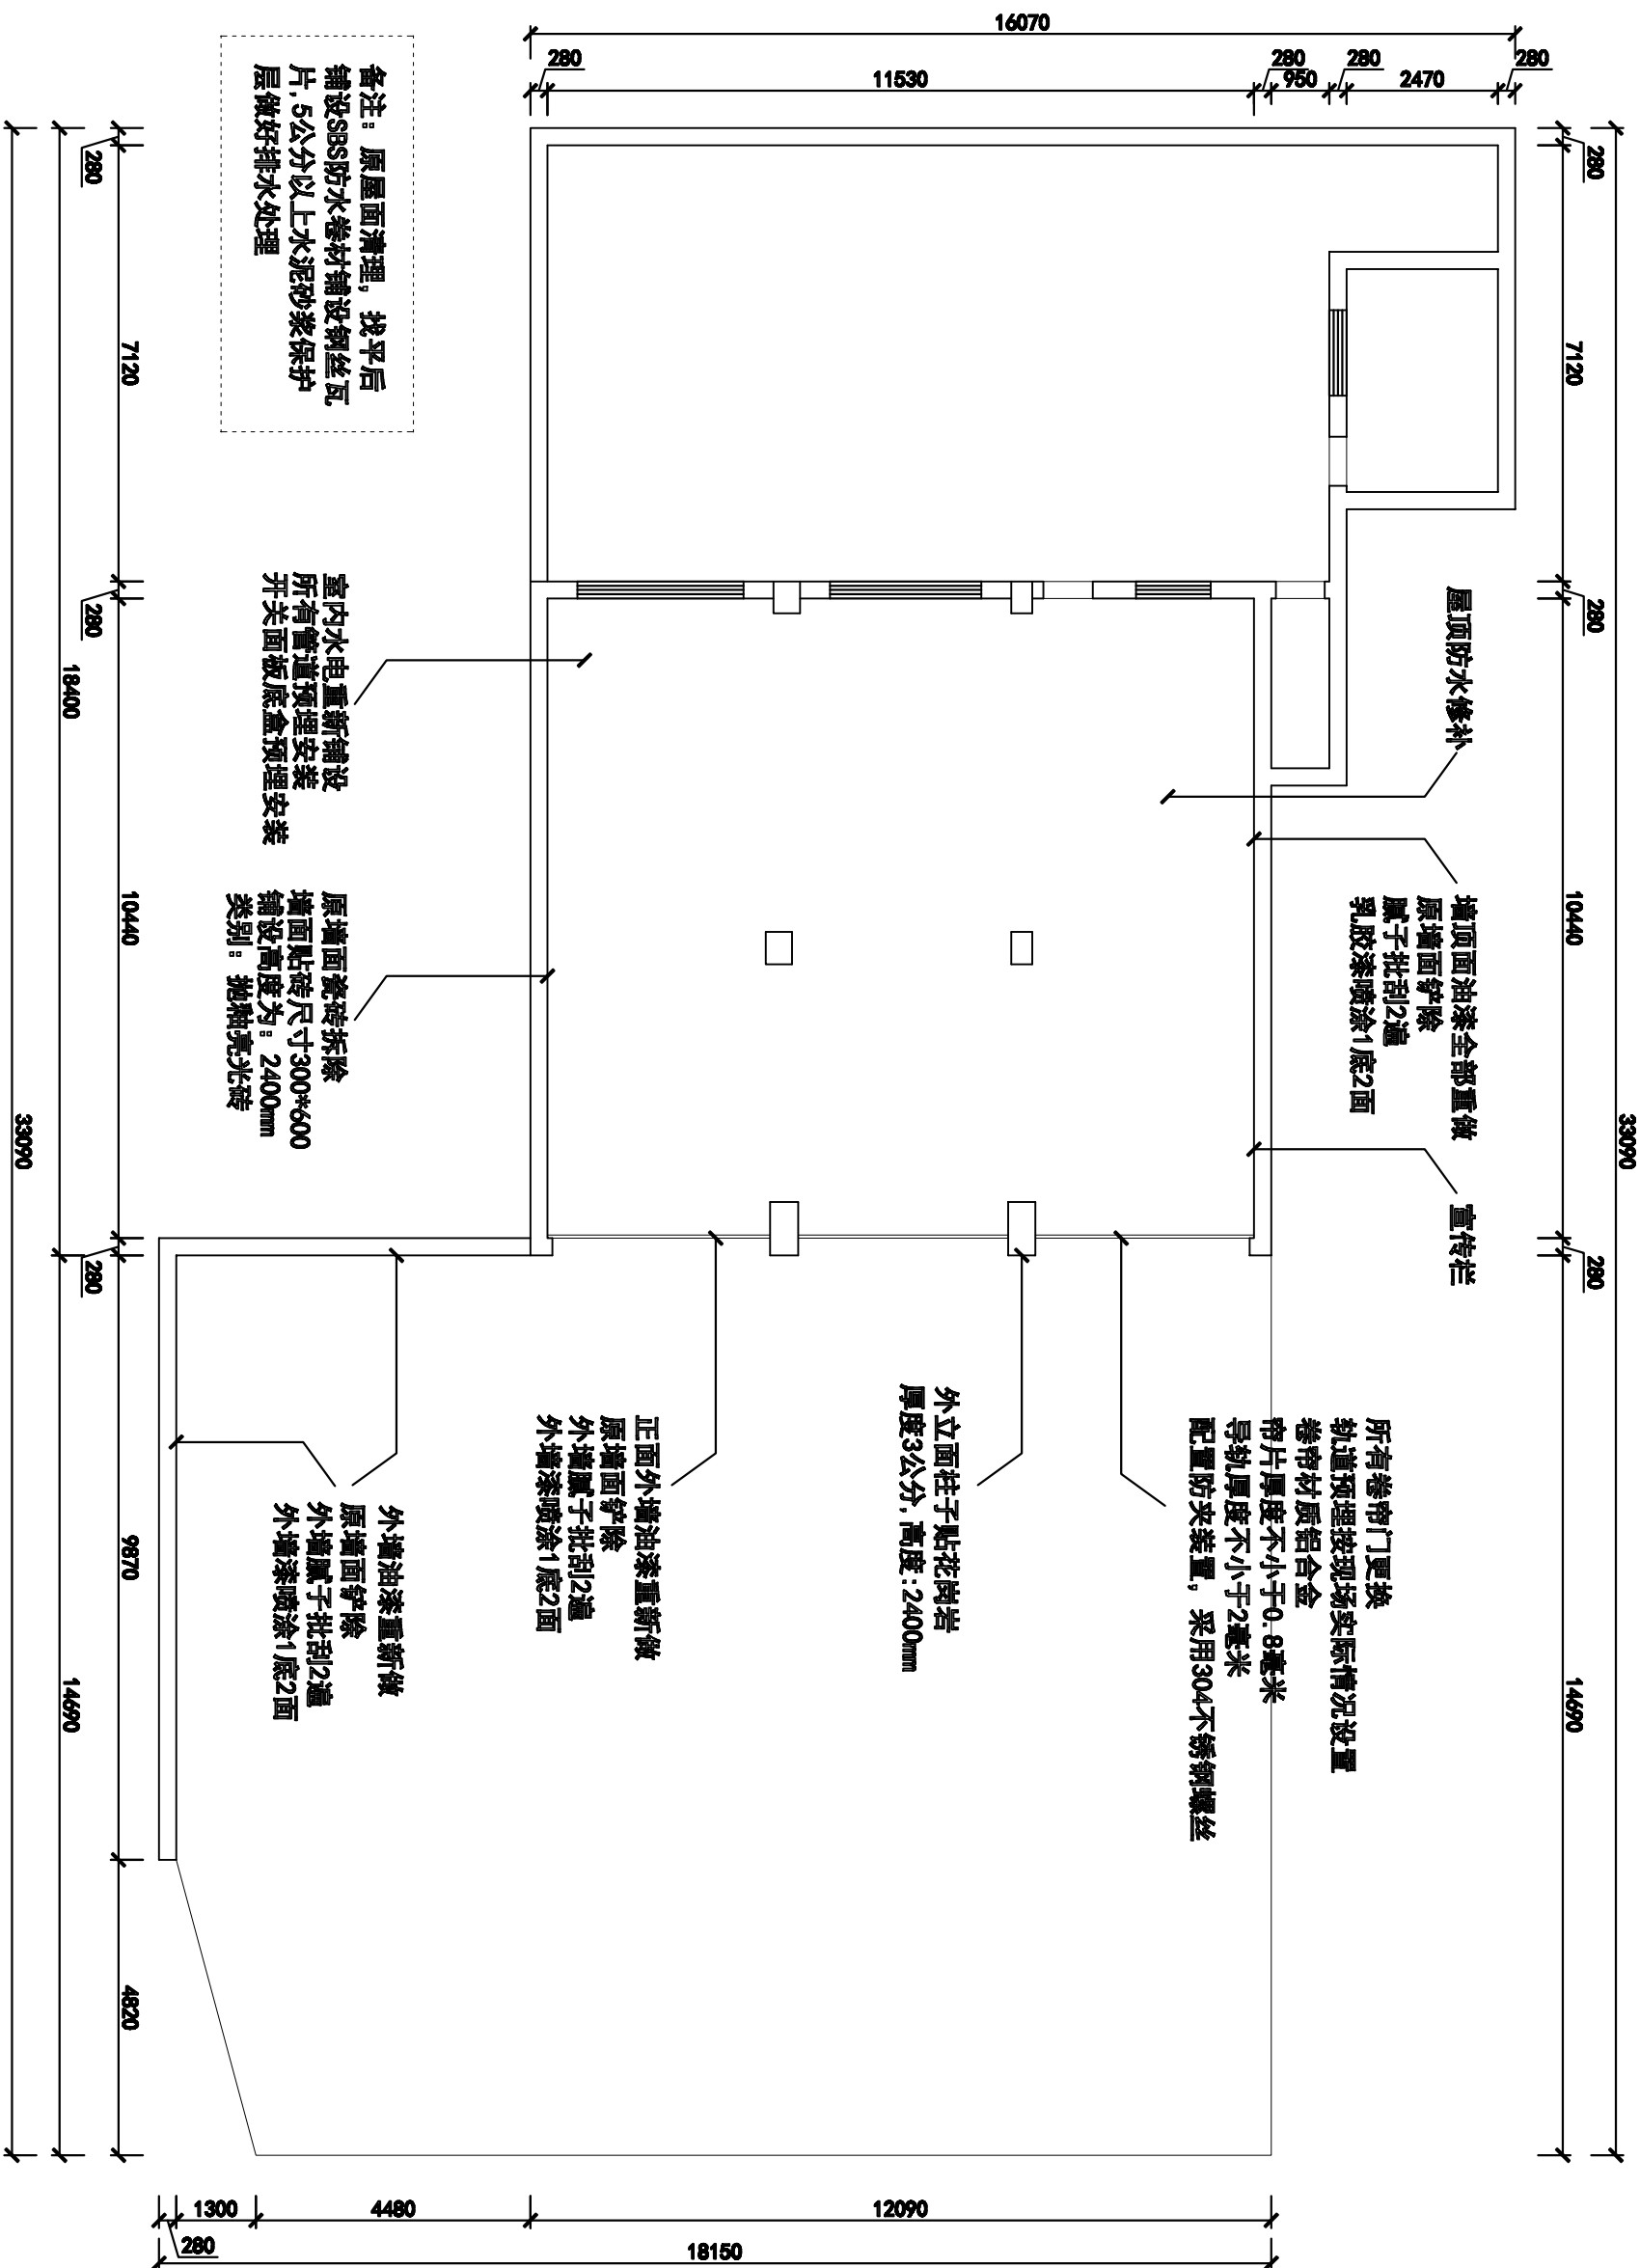 16070
280
11530
280
950
280
2470
280
33090
280
7120
280
10440
280
14690
备注：原屋面清理，找平后
铺设SBS防水卷材铺设钢丝瓦
片,5公分以上水泥砂浆保护
层做好排水处理
屋顶防水修补
墙顶面油漆全部重做
原墙面铲除
腻子批刮2遍
乳胶漆喷涂1底2面
宣传栏
室内水电重新铺设
所有管道预埋安装
开关面板底盒预埋安装
原墙面瓷砖拆除
墙面贴砖尺寸300*600
铺设高度为：2400mm
类别：抛釉亮光砖
所有卷帘门更换
轨道预埋按现场实际情况设置
卷帘材质铝合金
帘片厚度不小于0.8毫米
导轨厚度不小于2毫米
配置防夹装置，采用304不锈钢螺丝
外立面柱子贴花岗岩
厚度3公分,高度:2400mm
正面外墙油漆重新做
原墙面铲除
外墙腻子批刮2遍
外墙漆喷涂1底2面
外墙油漆重新做
原墙面铲除
外墙腻子批刮2遍
外墙漆喷涂1底2面
280
7120
280
10440
280
9870
4820
18400
14690
33090
280
1300
4480
12090
18150